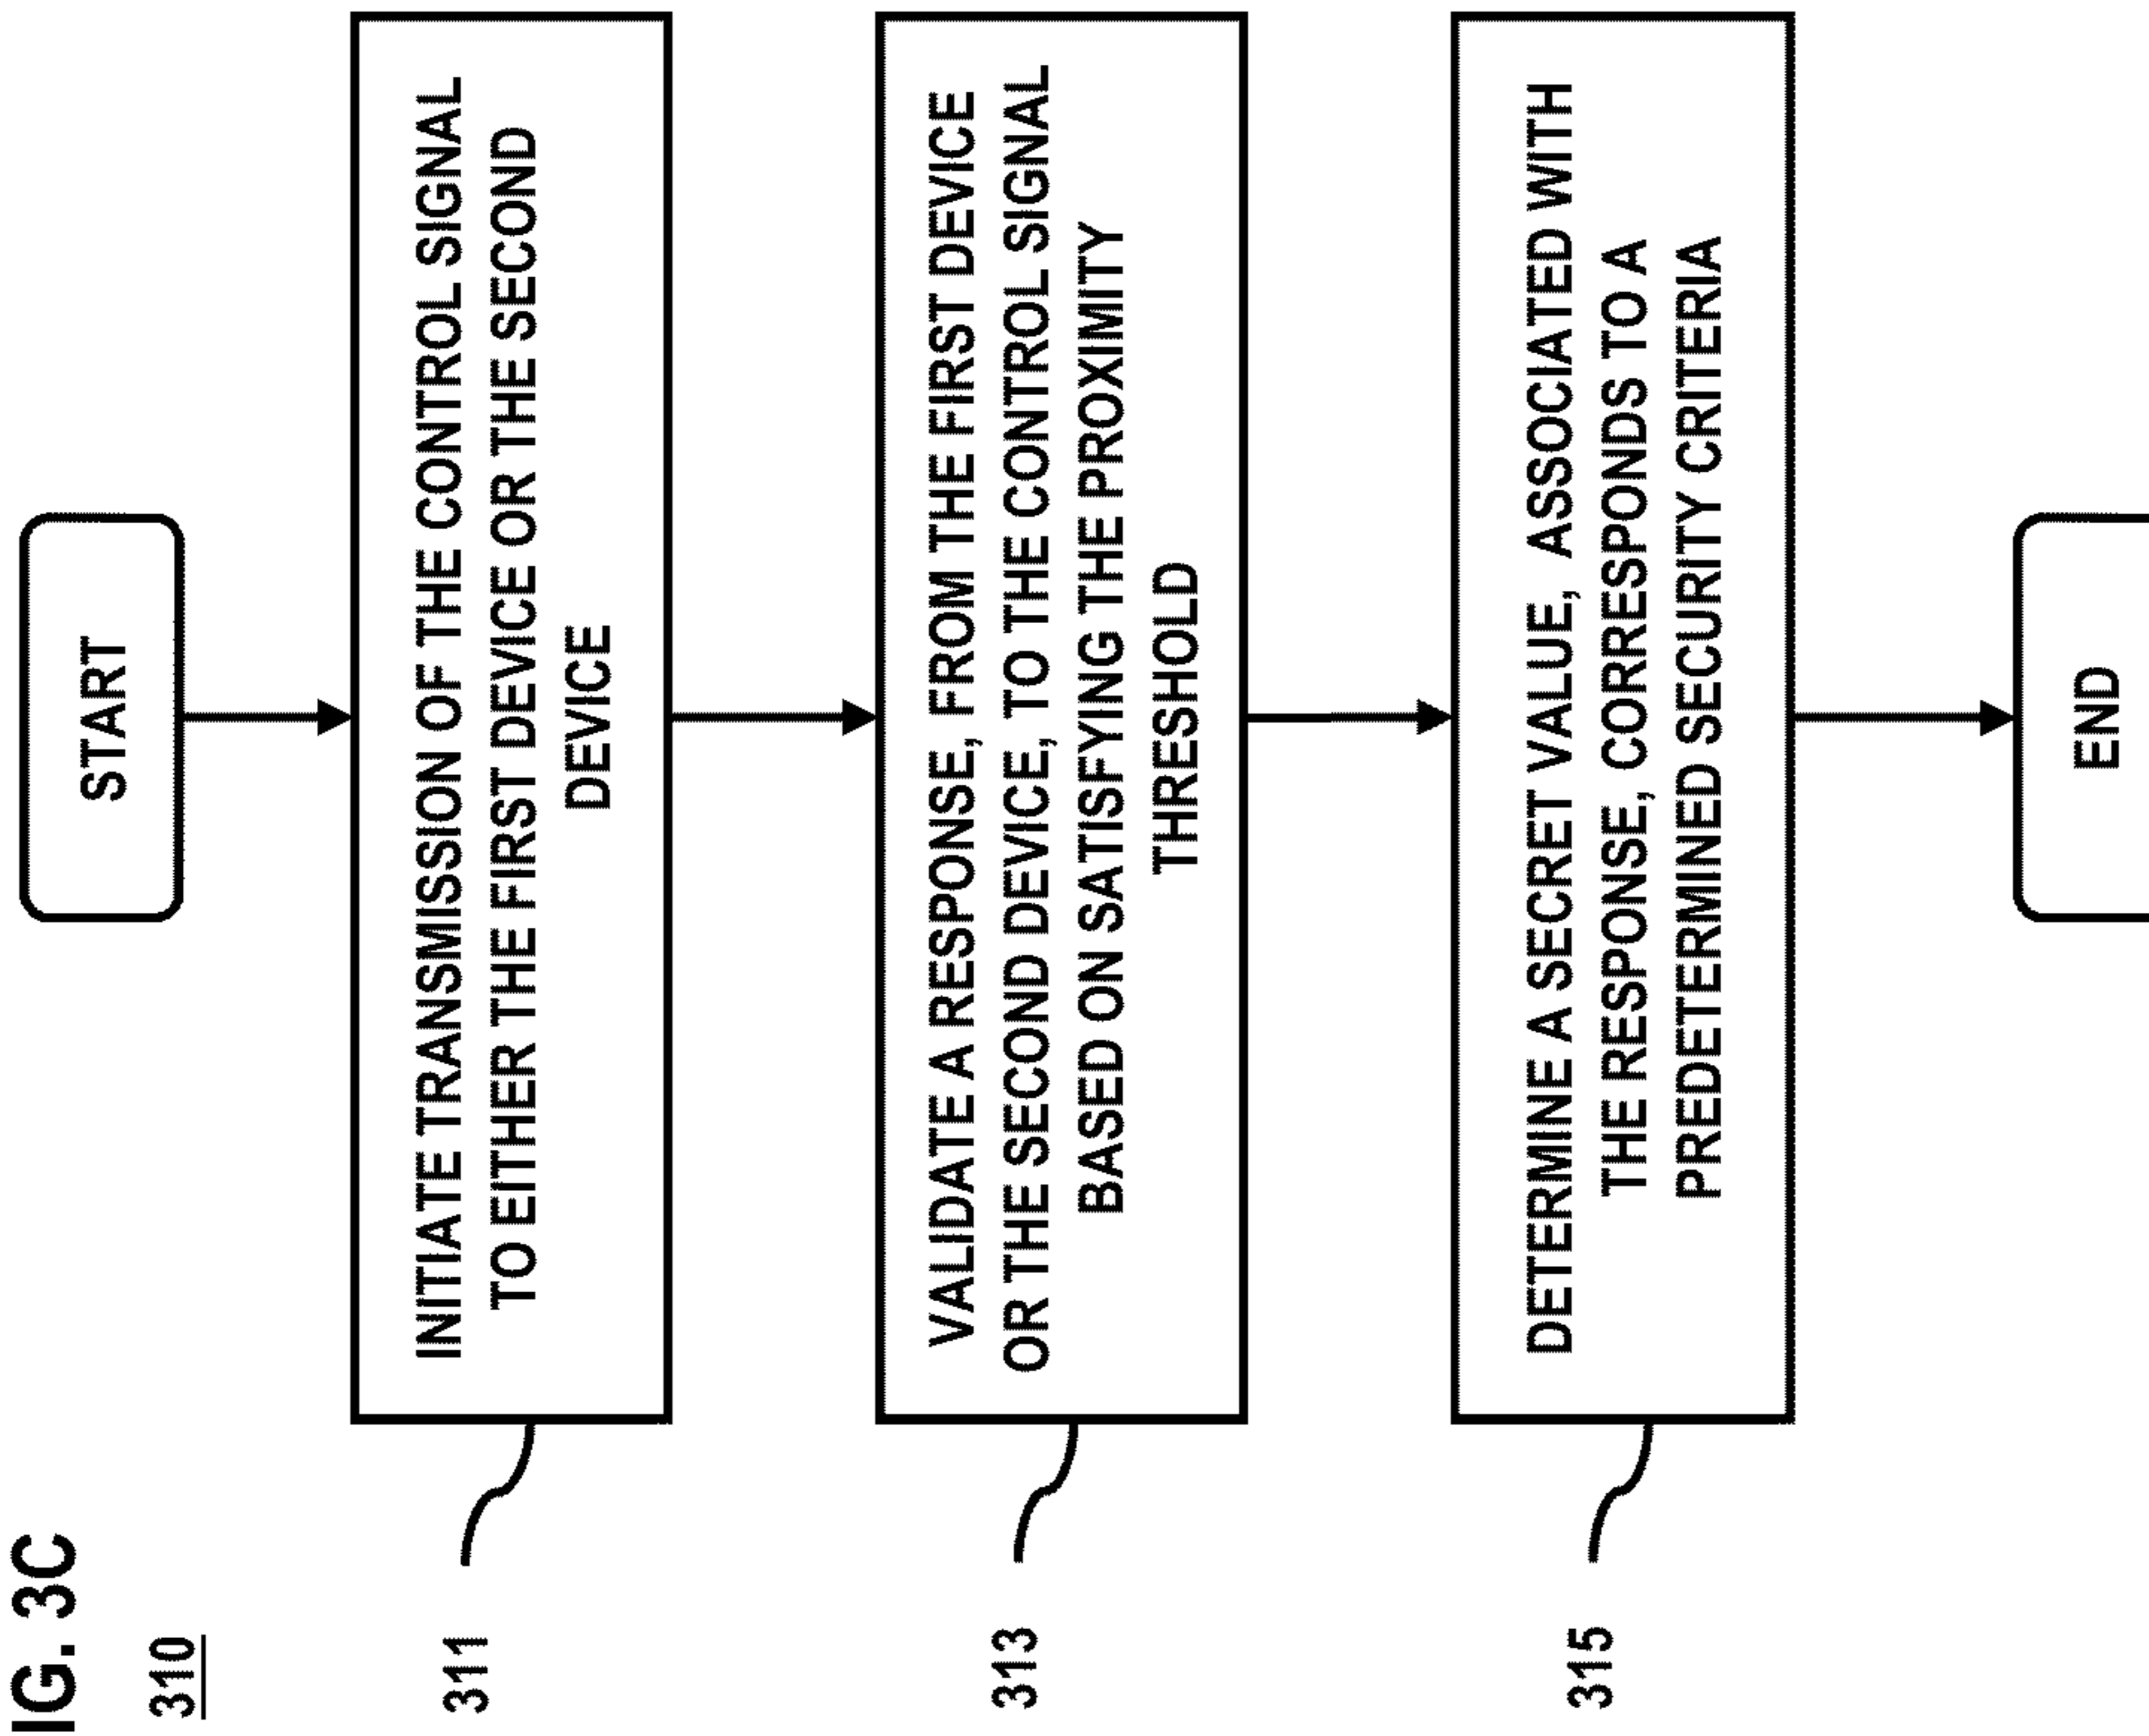 IG. 3C
310
START
311
INITIATE TRANSMISSION OF THE CONTROL SIGNAL
TO EITHER THE FIRST DEVICE OR THE SECOND
DEVICE
313
VALIDATE A RESPONSE, FROM THE FIRST DEVICE
OR THE SECOND DEVICE, TO THE CONTROL SIGNAL
BASED ON SATISFYING THE PROXIMITY
THRESHOLD
315
DETERMINE A SECRET VALUE, ASSOCIATED WITH
THE RESPONSE, CORRESPONDS TO A
PREDETERMINED SECURITY CRITERIA
END